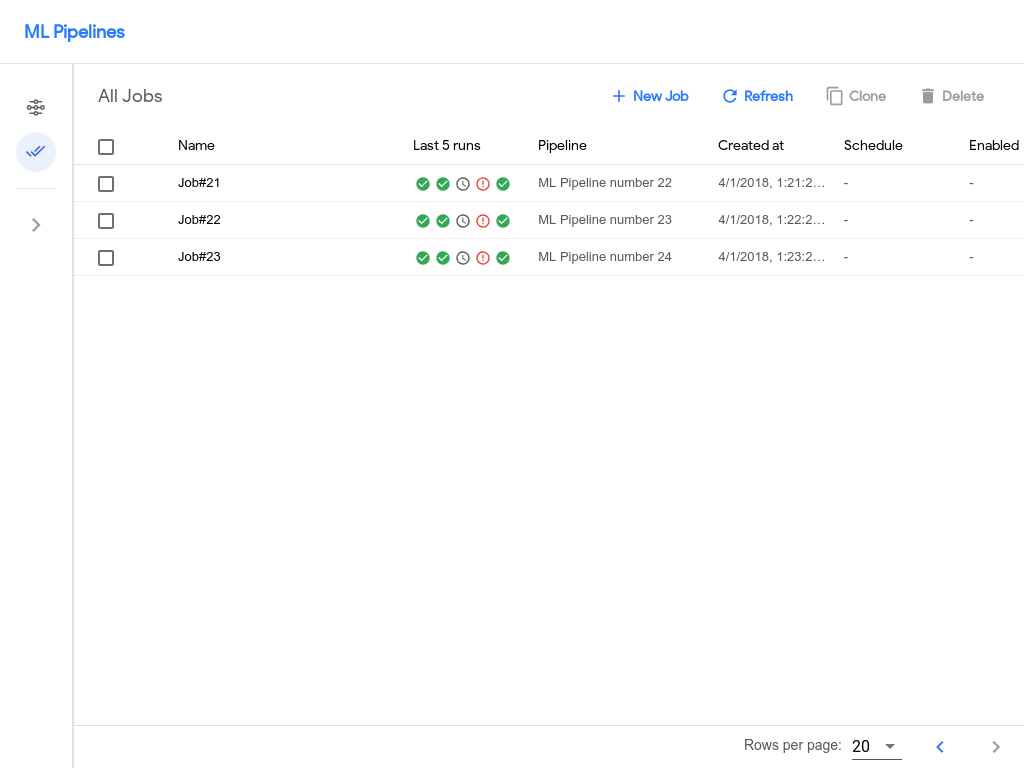 ML Pipelines
All Jobs
New Job
Refresh
Clone
Delete
Name Last 5 runs Pipeline Created at Schedule Enabled
Job#21 ML Pipeline number 22 4/1/2018, 1:21:2... - -
Job#22 ML Pipeline number 23 4/1/2018, 1:22:2... - -
Job#23 ML Pipeline number 24 4/1/2018, 1:23:2... - -
Rows per page: 20